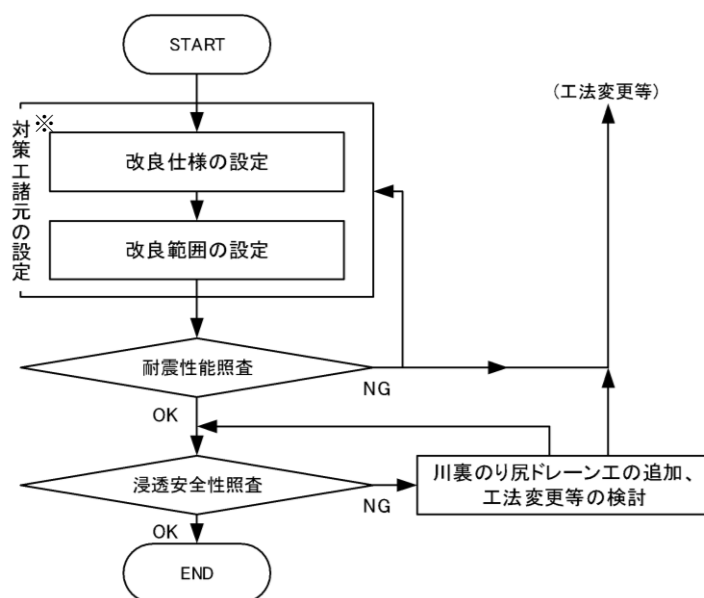 START
(工法変更等)
※
対策工諸元の設定
改良仕様の設定
改良範囲の設定
耐震性能照査
NG
OK
川裏のり尻ドレーン工の追加、
工法変更等の検討
浸透安全性照査
NG
OK
END